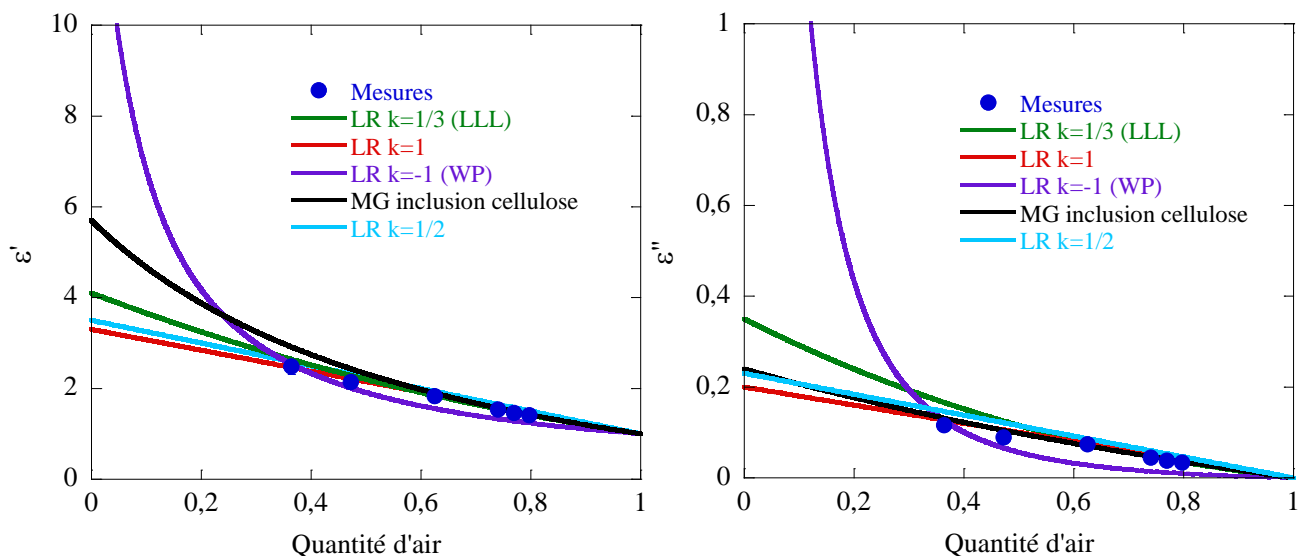 10
8
6
4
2
0
ε'
0
0,2
0,4
0,6
0,8
1
Quantité d'air
Mesures
LR k=1/3 (LLL)
LR k=1
LR k=-1 (WP)
MG inclusion cellulose
LR k=1/2
1
0,8
0,6
0,4
0,2
0
ε"
0
0,2
0,4
0,6
0,8
1
Quantité d'air
Mesures
LR k=1/3 (LLL)
LR k=1
LR k=-1 (WP)
MG inclusion cellulose
LR k=1/2